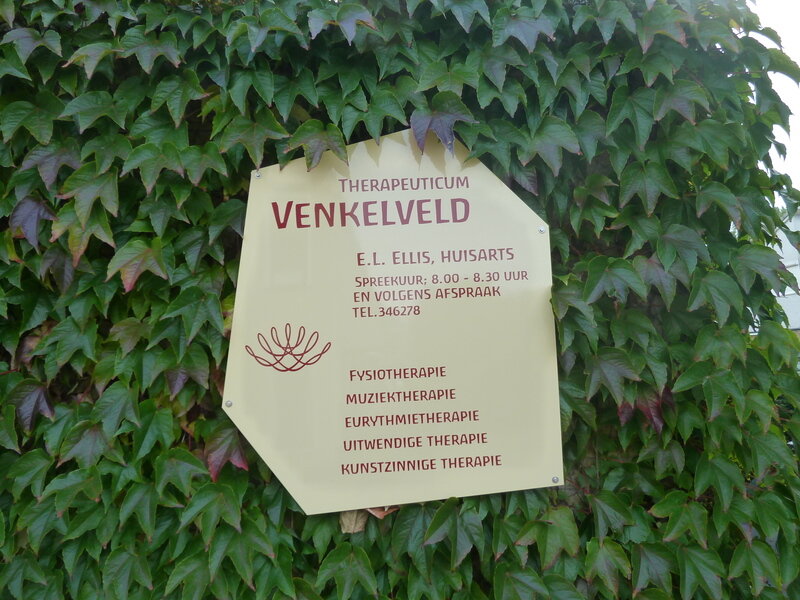 THERAPEUTICUM
VENKELVELD
E.L. ELLIS, HUISARTS
SPREEKUUR; 8.00 - 8.30 UUR
EN VOLGENS AFSPRAAK
TEL.346278
FYSIOTHERAPIE
MUZIEKTHERAPIE
EURYTHMIETHERAPIE
UITWENDIGE THERAPIE
KUNSTZINNIGE THERAPIE